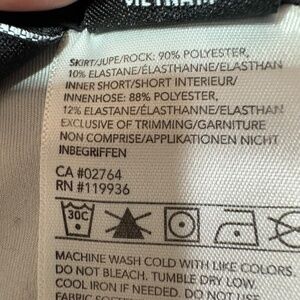 VIETNAM
SKIRT/JUPE/ROCK: 90% POLYESTER,
10% ELASTANE/ÉLASTHANNE/ELASTHAN
INNER SHORT/SHORT INTERIEUR/
INNENHOSE: 88% POLYESTER,
12% ELASTANE/ÉLASTHANNE/ELASTHAN
EXCLUSIVE OF TRIMMING/GARNITURE
NON COMPRISE/APPLIKATIONEN NICHT
INBEGRIFFEN
CA #02764
RN #119936
30C
MACHINE WASH COLD WITH LIKE COLORS.
DO NOT BLEACH. TUMBLE DRY LOW.
COOL IRON IF NEEDED. DO NOT USE
FABRIC